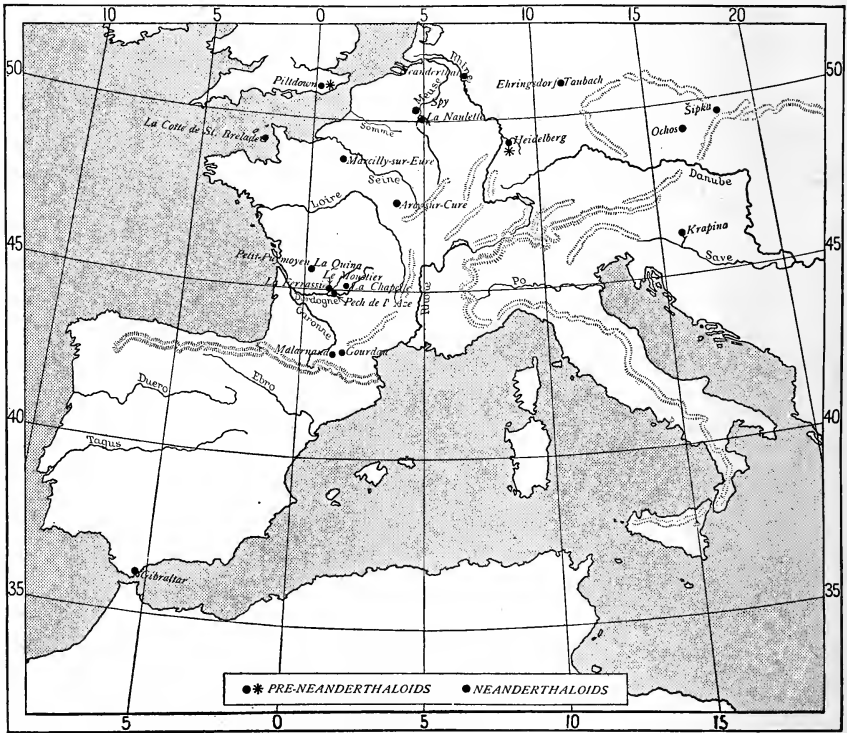 10 5 0 5 10 15 20
50
50
Rhine
Neanderthal
Ehringsdorf Taubach
Piltdown
Meuse
Spy
La Naulette
Šipka
Ochos
La Cotte de St. Brelade
Somme
Heidelberg
Marcilly-sur-Eure
Seine
Danube
Loire
Arcy-sur-Cure
45
45
Krapina
Save
Petit-Puymoyen La Quina
Le Moustier
La Ferrassie
La Chapelle
Rhone
Po
Dordogne
Pech de l' Aze
Garonne
Malarnaud
Gourdan
Duero
Ebro
40
40
Tagus
Gibraltar
35
35
PRE-NEANDERTHALOIDS NEANDERTHALOIDS
5 0 5 10 15